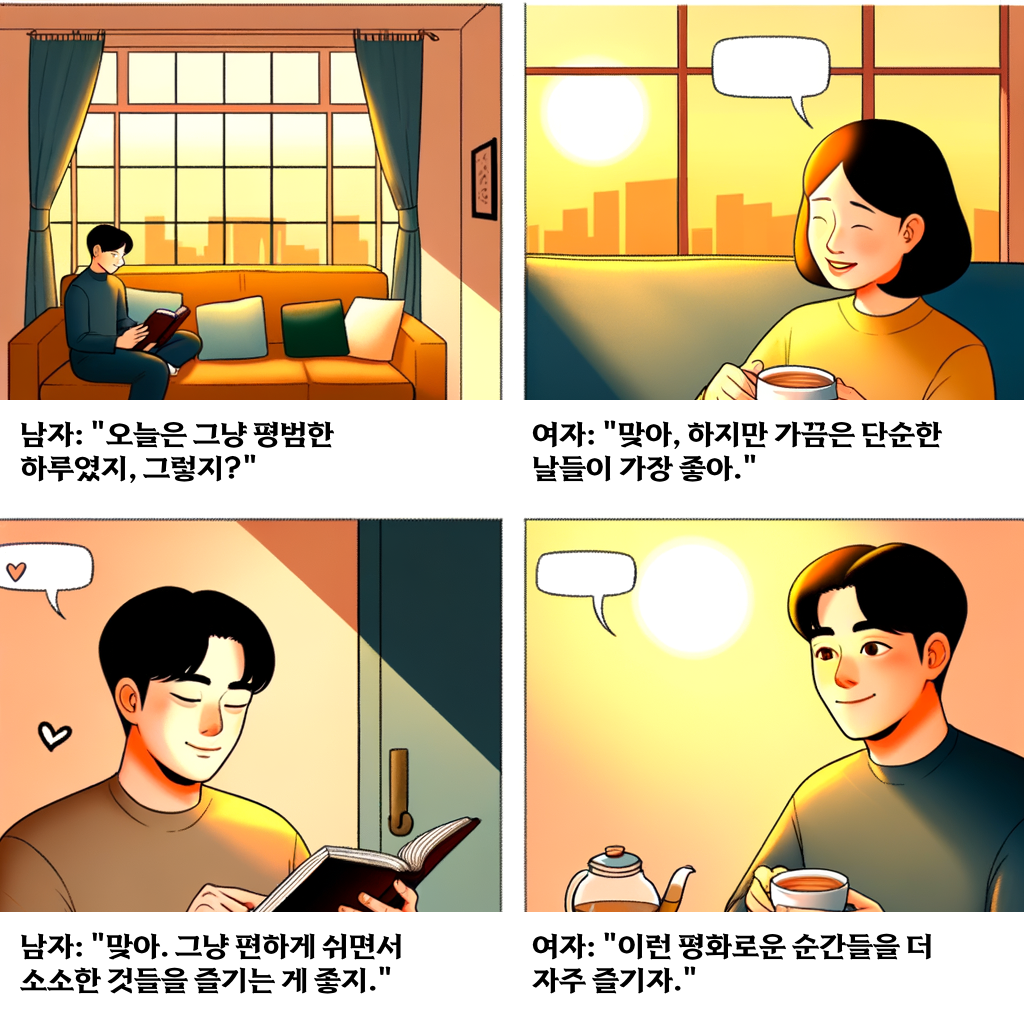 남자: "오늘은 그냥 평범한
하루였지, 그렇지?"
여자: "맞아, 하지만 가끔은 단순한
날들이 가장 좋아."
남자: "맞아. 그냥 편하게 쉬면서
소소한 것들을 즐기는 게 좋지."
여자: "이런 평화로운 순간들을 더
자주 즐기자."